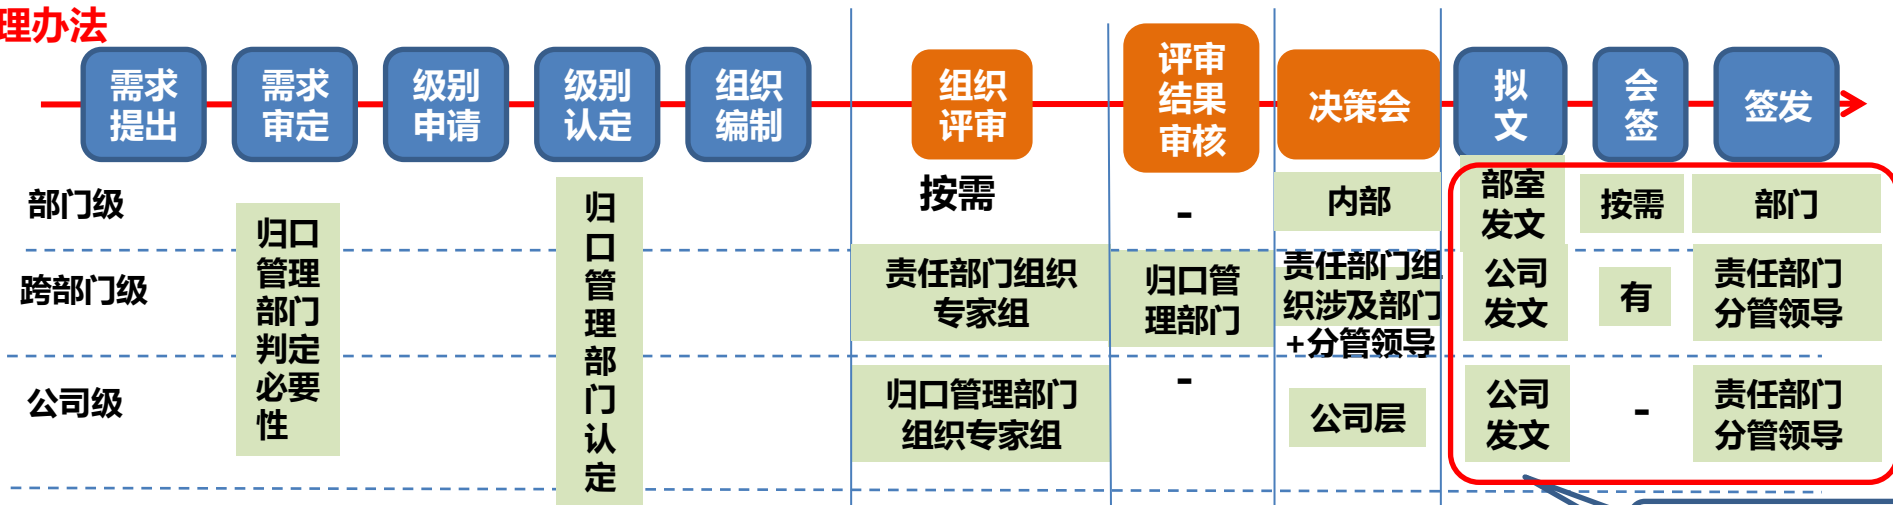 理办法
需求
提出
需求
审定
级别
申请
级别
认定
组织
编制
组织
评审
评审
结果
审核
决策会
拟
文
会
签
签发
部门级
跨部门级
公司级
归口
管理
部门
判定
必要
性
归
口
管
理
部
门
认
定
按需
-
内部
部室
发文
按需
部门
责任部门组织
专家组
归口管
理部门
责任部门组
织涉及部门
+分管领导
公司
发文
有
责任部门
分管领导
归口管理部门
组织专家组
-
公司层
公司
发文
-
责任部门
分管领导